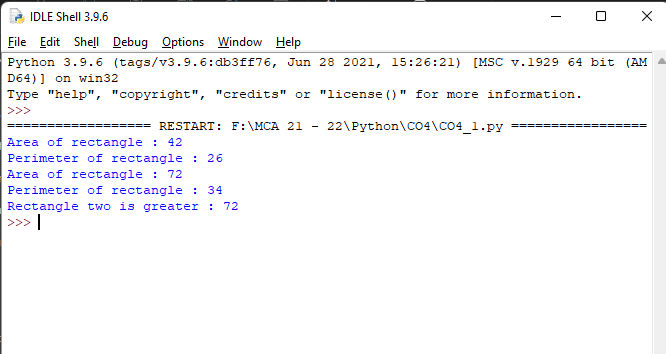 IDLE Shell 3.9.6
File Edit Shell Debug Options Window Help
Python 3.9.6 (tags/v3.9.6:db3ff76, Jun 28 2021, 15:26:21) [MSC v.1929 64 bit (AM
D64)] on win32
Type "help", "copyright", "credits" or "license()" for more information.
>>>
================== RESTART: F:\MCA 21 - 22\Python\CO4\CO4_1.py =================
Area of rectangle : 42
Perimeter of rectangle : 26
Area of rectangle : 72
Perimeter of rectangle : 34
Rectangle two is greater : 72
>>>